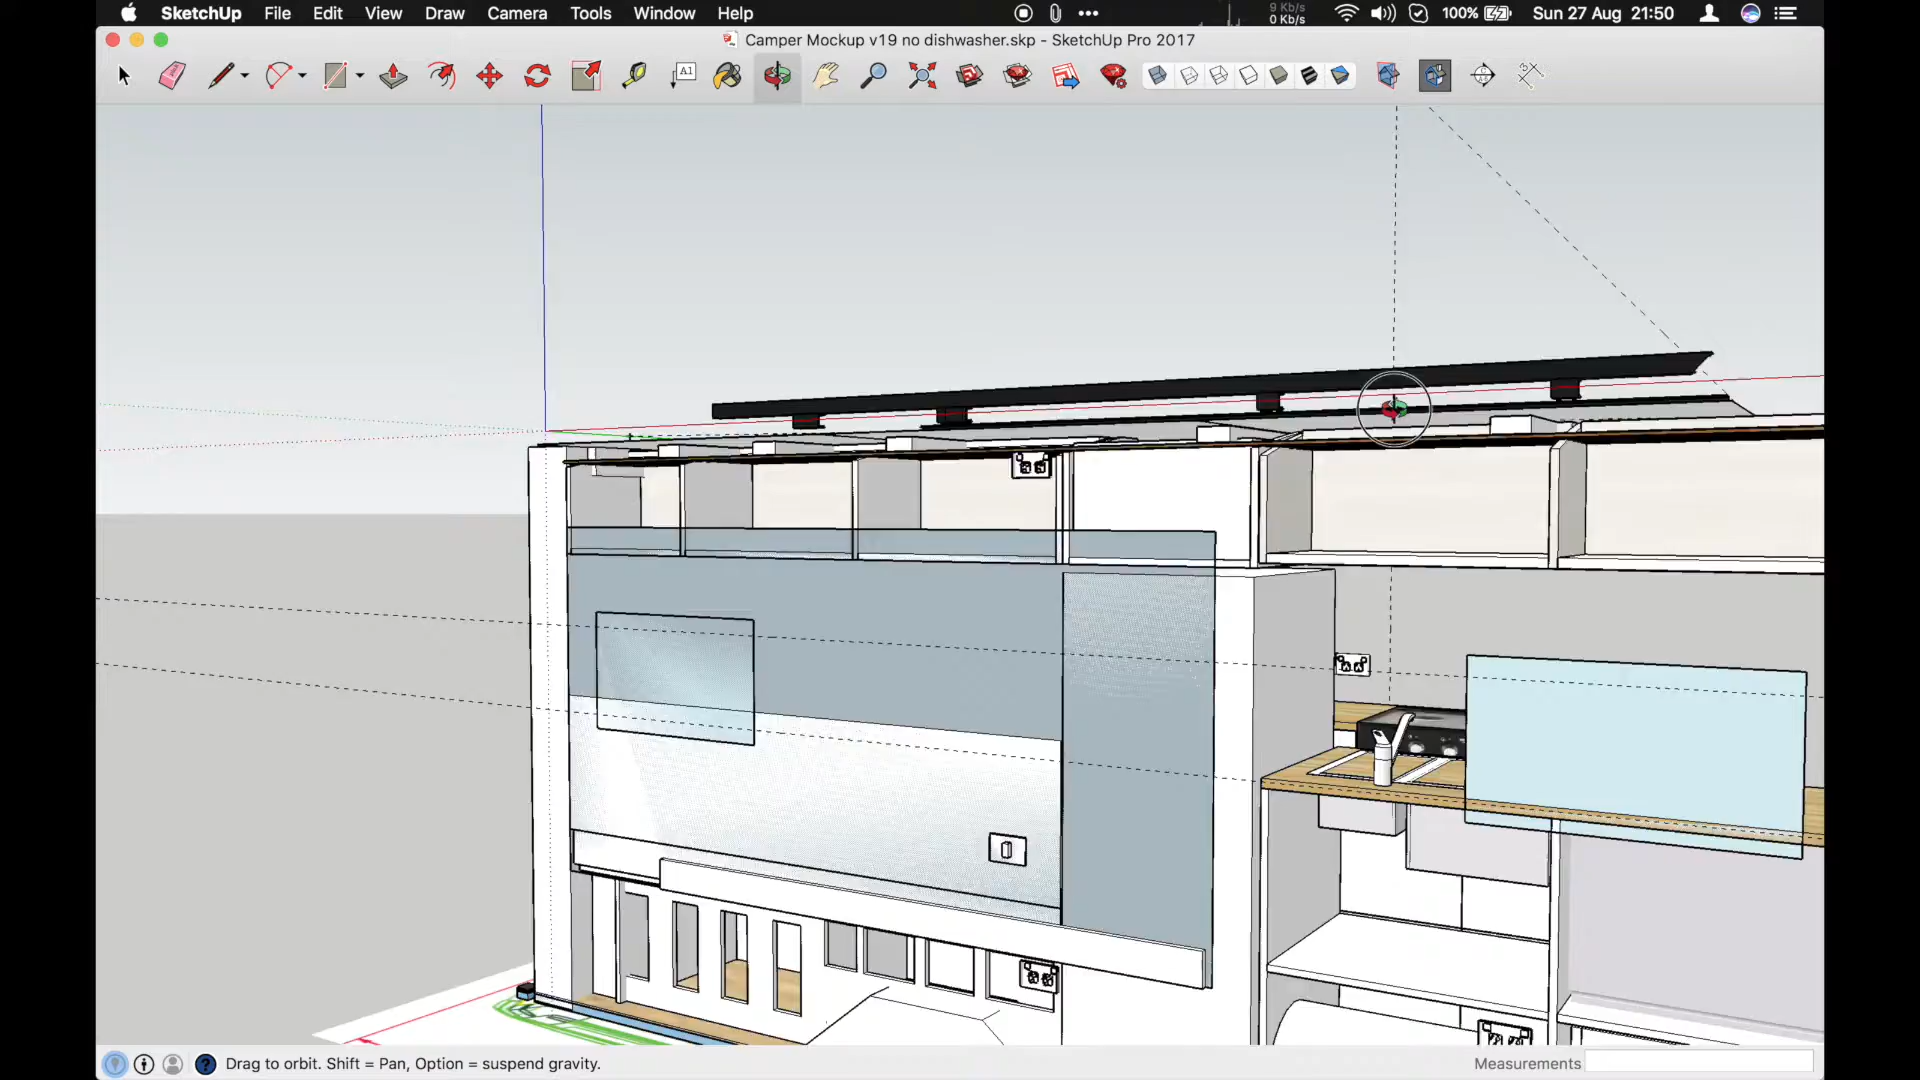 SketchUp File Edit View Draw Camera Tools Window Help
9 Kb/s
0 Kb/s
100% Sun 27 Aug 21:50
Camper Mockup v19 no dishwasher.skp - SketchUp Pro 2017
A1
Drag to orbit. Shift = Pan, Option = suspend gravity.
Measurements